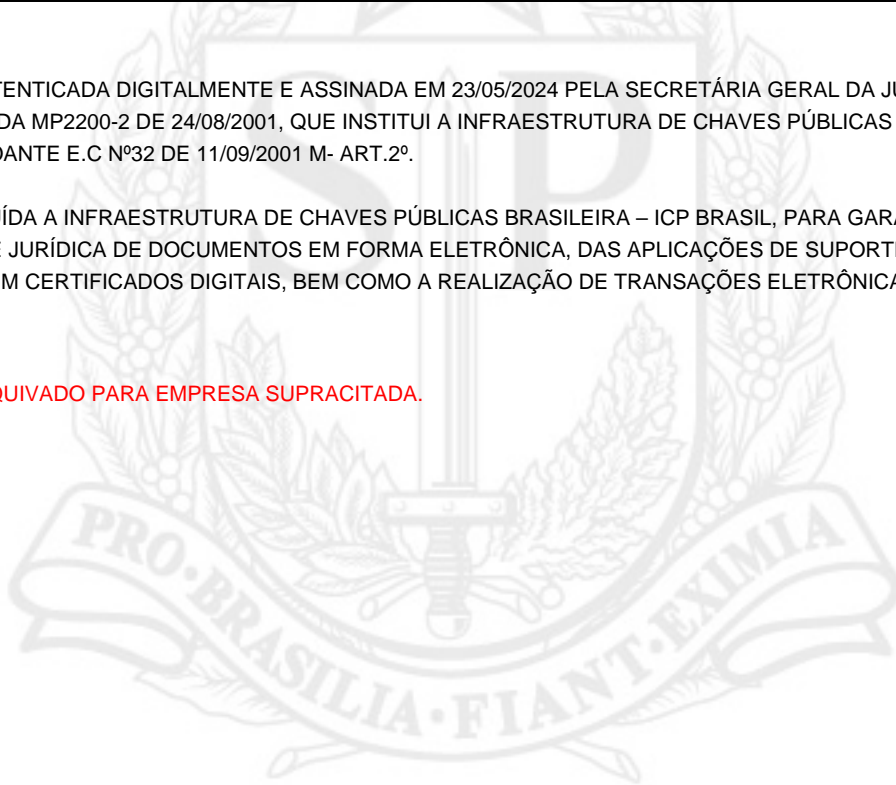 TENTICADA DIGITALMENTE E ASSINADA EM 23/05/2024 PELA SECRETÁRIA GERAL DA JU
DA MP2200-2 DE 24/08/2001, QUE INSTITUI A INFRAESTRUTURA DE CHAVES PÚBLICAS
DANTE E.C Nº32 DE 11/09/2001 M- ART.2º.
ÍDA A INFRAESTRUTURA DE CHAVES PÚBLICAS BRASILEIRA – ICP BRASIL, PARA GARA
E JURÍDICA DE DOCUMENTOS EM FORMA ELETRÔNICA, DAS APLICAÇÕES DE SUPORTE
M CERTIFICADOS DIGITAIS, BEM COMO A REALIZAÇÃO DE TRANSAÇÕES ELETRÔNICA
QUIVADO PARA EMPRESA SUPRACITADA.
SP
PRO·BRASILIA·FIANT·EXIMIA